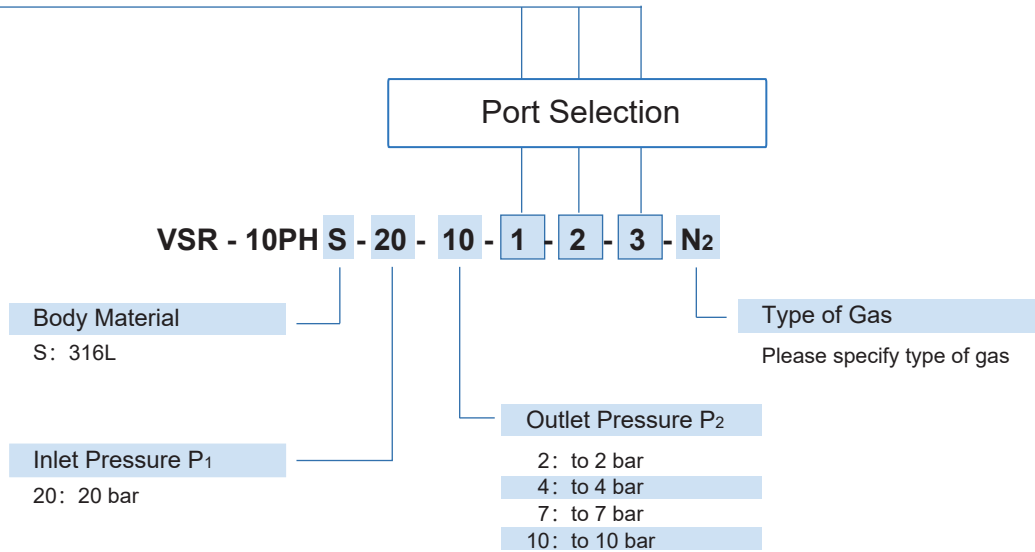 Port Selection
VSR - 10PH S - 20 - 10 - 1 - 2 - 3 - N2
Body Material
S: 316L
Type of Gas
Please specify type of gas
Outlet Pressure P2
2: to 2 bar
4: to 4 bar
7: to 7 bar
10: to 10 bar
Inlet Pressure P1
20: 20 bar